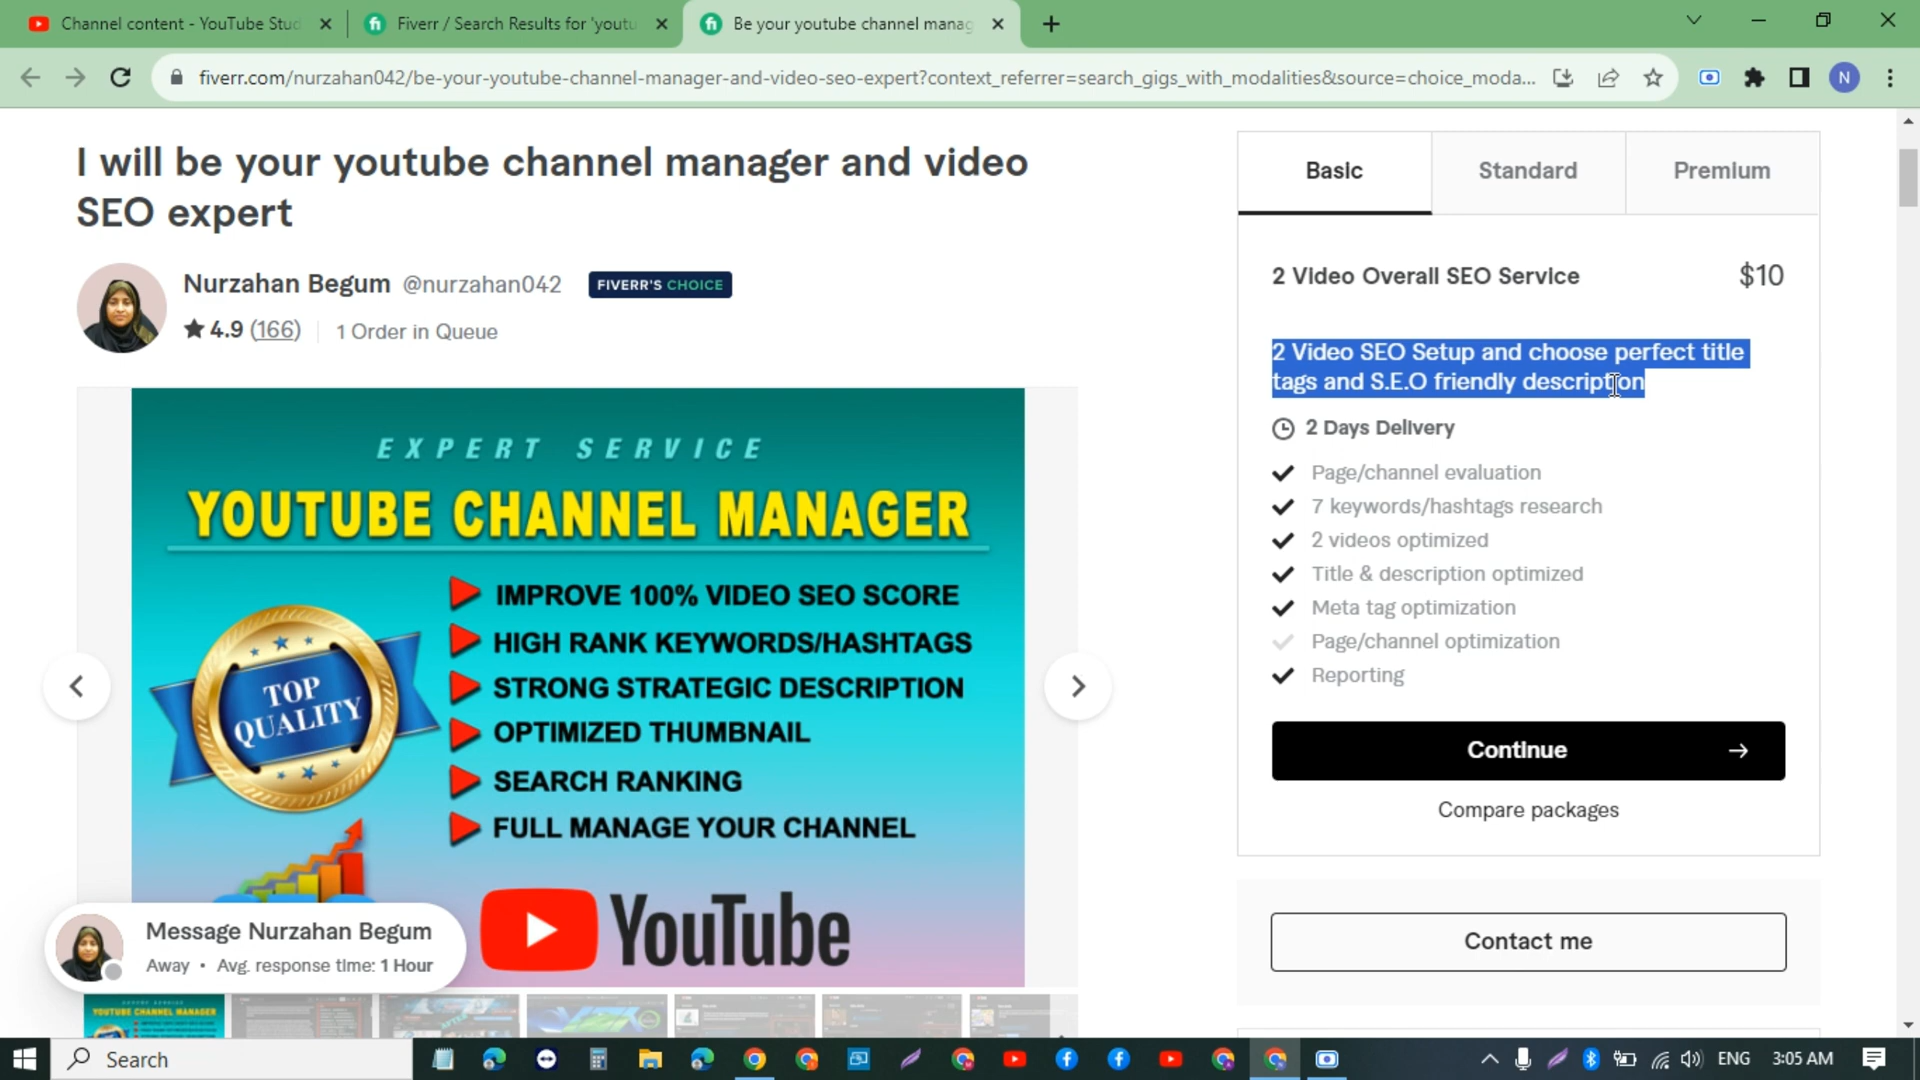 Channel content - YouTube Stud
Fiverr / Search Results for 'youtu
Be your youtube channel manag
fiverr.com/nurzahan042/be-your-youtube-channel-manager-and-video-seo-expert?context_referrer=search_gigs_with_modalities&source=choice_moda...
N
I will be your youtube channel manager and video
SEO expert
Nurzahan Begum @nurzahan042 FIVERR'S CHOICE
4.9 (166) 1 Order in Queue
EXPERT SERVICE
YOUTUBE CHANNEL MANAGER
IMPROVE 100% VIDEO SEO SCORE
HIGH RANK KEYWORDS/HASHTAGS
STRONG STRATEGIC DESCRIPTION
OPTIMIZED THUMBNAIL
SEARCH RANKING
FULL MANAGE YOUR CHANNEL
TOP
QUALITY
YouTube
Message Nurzahan Begum
Away • Avg. response time: 1 Hour
YOUTUBE CHANNEL MANAGER
Basic Standard Premium
2 Video Overall SEO Service $10
2 Video SEO Setup and choose perfect title
tags and S.E.O friendly description
2 Days Delivery
Page/channel evaluation
7 keywords/hashtags research
2 videos optimized
Title & description optimized
Meta tag optimization
Page/channel optimization
Reporting
Continue
Compare packages
Contact me
Search
ENG 3:05 AM